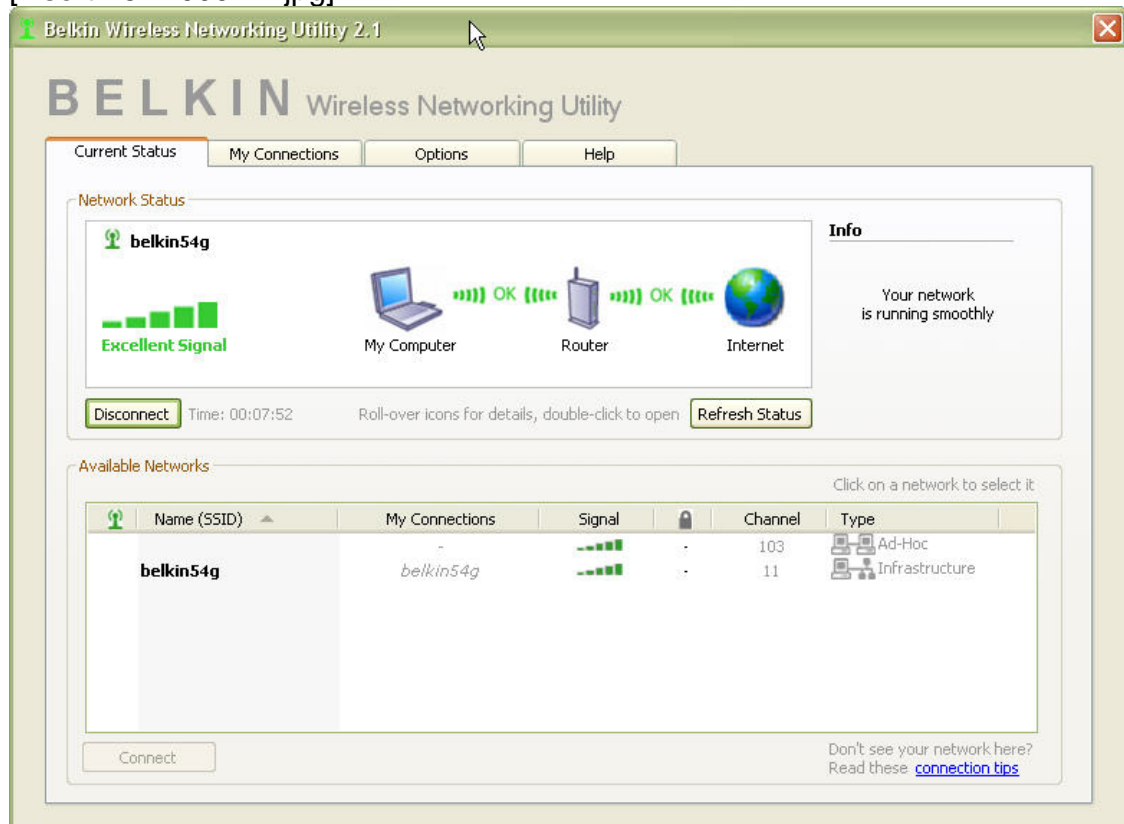 Belkin Wireless Networking Utility 2.1
BELKIN Wireless Networking Utility
Current Status My Connections Options Help
Network Status
belkin54g
Info
OK OK
Your network
is running smoothly
Excellent Signal My Computer Router Internet
Disconnect Time: 00:07:52 Roll-over icons for details, double-click to open Refresh Status
Available Networks
Click on a network to select it
Name (SSID) My Connections Signal Channel Type
- - 103 Ad-Hoc
belkin54g belkin54g - 11 Infrastructure
Connect
Don't see your network here?
Read these connection tips